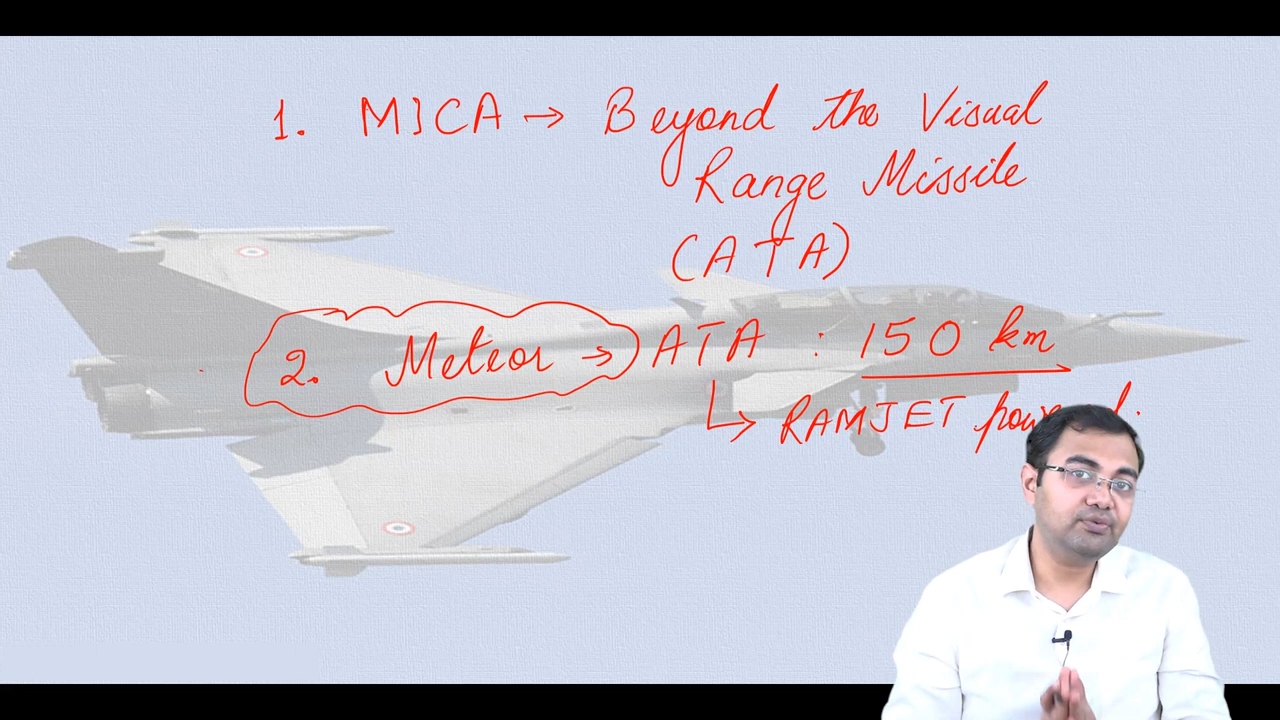 1. MICA → Beyond the Visual
Range Missile
(ATA)
2. Meteor → ATA : 150 km
↳ RAMJET